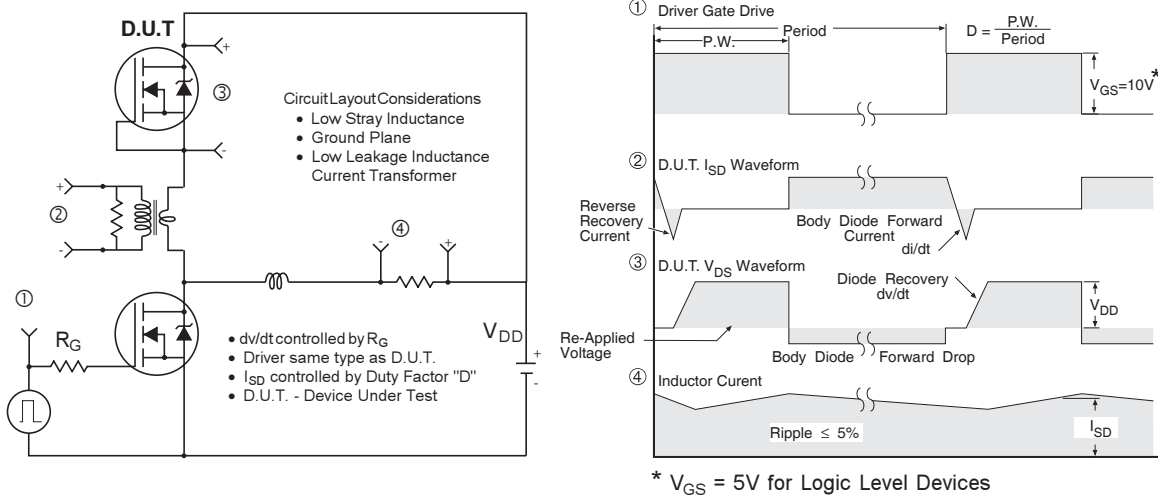 D.U.T
+
③
-
Circuit Layout Considerations
• Low Stray Inductance
• Ground Plane
• Low Leakage Inductance
Current Transformer
+
②
-
④
-
+
①
R_G
• dv/dt controlled by R_G
• Driver same type as D.U.T.
• I_SD controlled by Duty Factor "D"
• D.U.T. - Device Under Test
V_DD
+
-
① Driver Gate Drive
P.W.
Period
D = P.W. / Period
V_GS=10V*
② D.U.T. I_SD Waveform
Reverse
Recovery
Current
Body Diode Forward
Current
di/dt
③ D.U.T. V_DS Waveform
Diode Recovery
dv/dt
V_DD
Re-Applied
Voltage
Body Diode Forward Drop
④ Inductor Curent
Ripple ≤ 5%
I_SD
* V_GS = 5V for Logic Level Devices